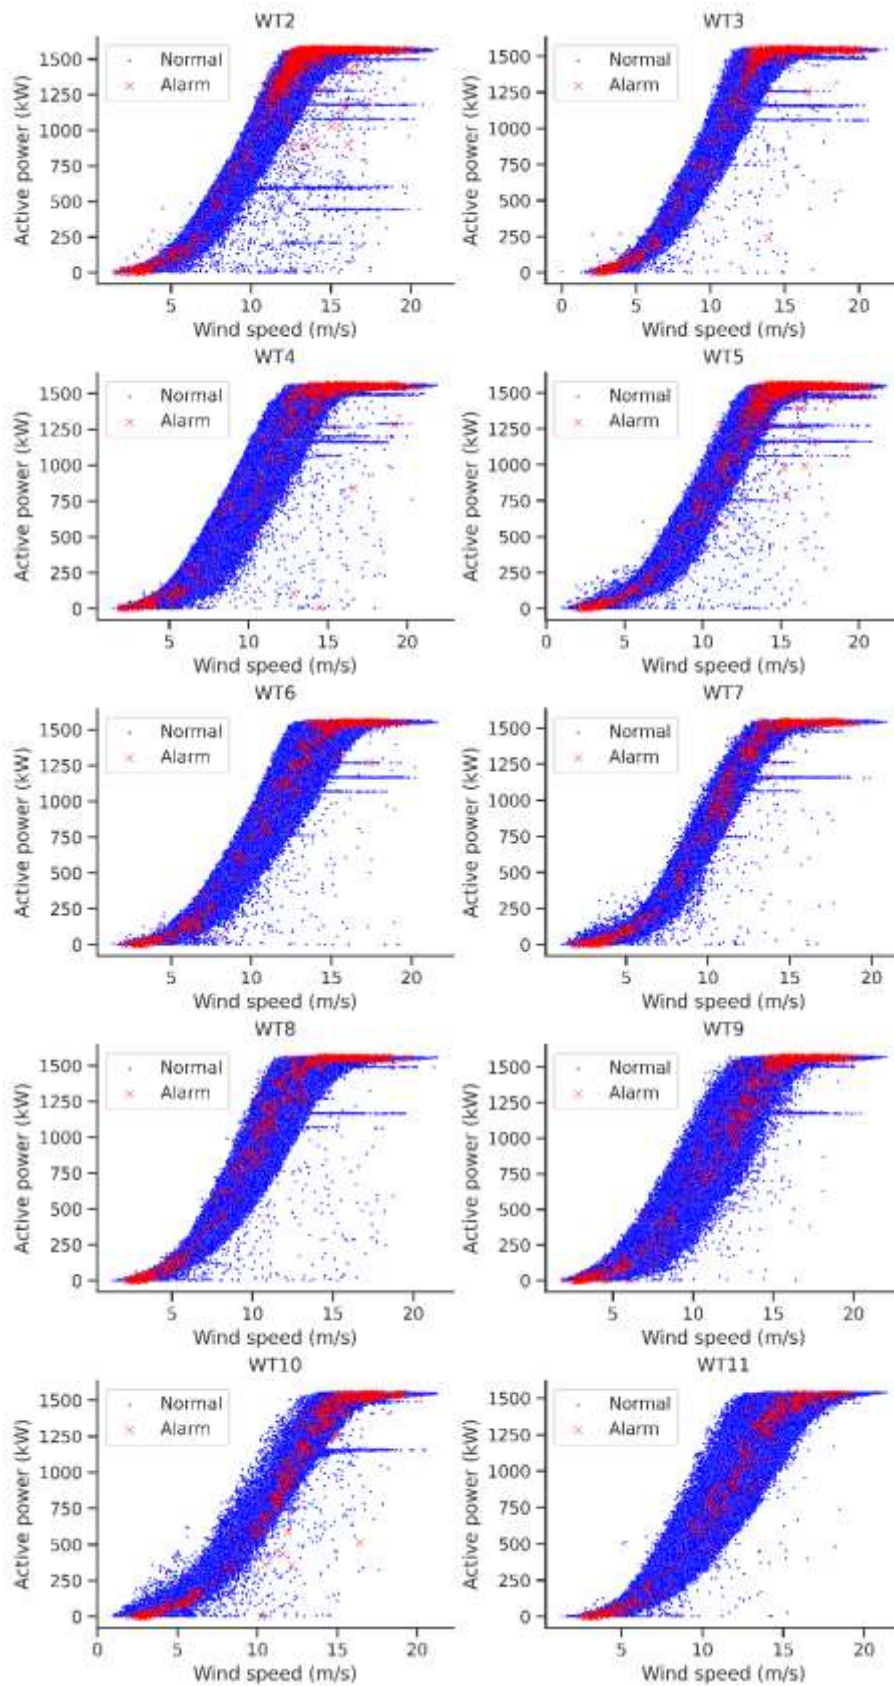 WT2
WT3
Active power (kW)
1500
1250
1000
750
500
250
0
Normal
Alarm
5 10 15 20
Wind speed (m/s)
Active power (kW)
1500
1250
1000
750
500
250
0
Normal
Alarm
0 5 10 15 20
Wind speed (m/s)
WT4
WT5
Active power (kW)
1500
1250
1000
750
500
250
0
Normal
Alarm
5 10 15 20
Wind speed (m/s)
Active power (kW)
1500
1250
1000
750
500
250
0
Normal
Alarm
0 5 10 15 20
Wind speed (m/s)
WT6
WT7
Active power (kW)
1500
1250
1000
750
500
250
0
Normal
Alarm
5 10 15 20
Wind speed (m/s)
Active power (kW)
1500
1250
1000
750
500
250
0
Normal
Alarm
0 5 10 15 20
Wind speed (m/s)
WT8
WT9
Active power (kW)
1500
1250
1000
750
500
250
0
Normal
Alarm
5 10 15 20
Wind speed (m/s)
Active power (kW)
1500
1250
1000
750
500
250
0
Normal
Alarm
5 10 15 20
Wind speed (m/s)
WT10
WT11
Active power (kW)
1500
1250
1000
750
500
250
0
Normal
Alarm
0 5 10 15 20
Wind speed (m/s)
Active power (kW)
1500
1250
1000
750
500
250
0
Normal
Alarm
5 10 15 20
Wind speed (m/s)